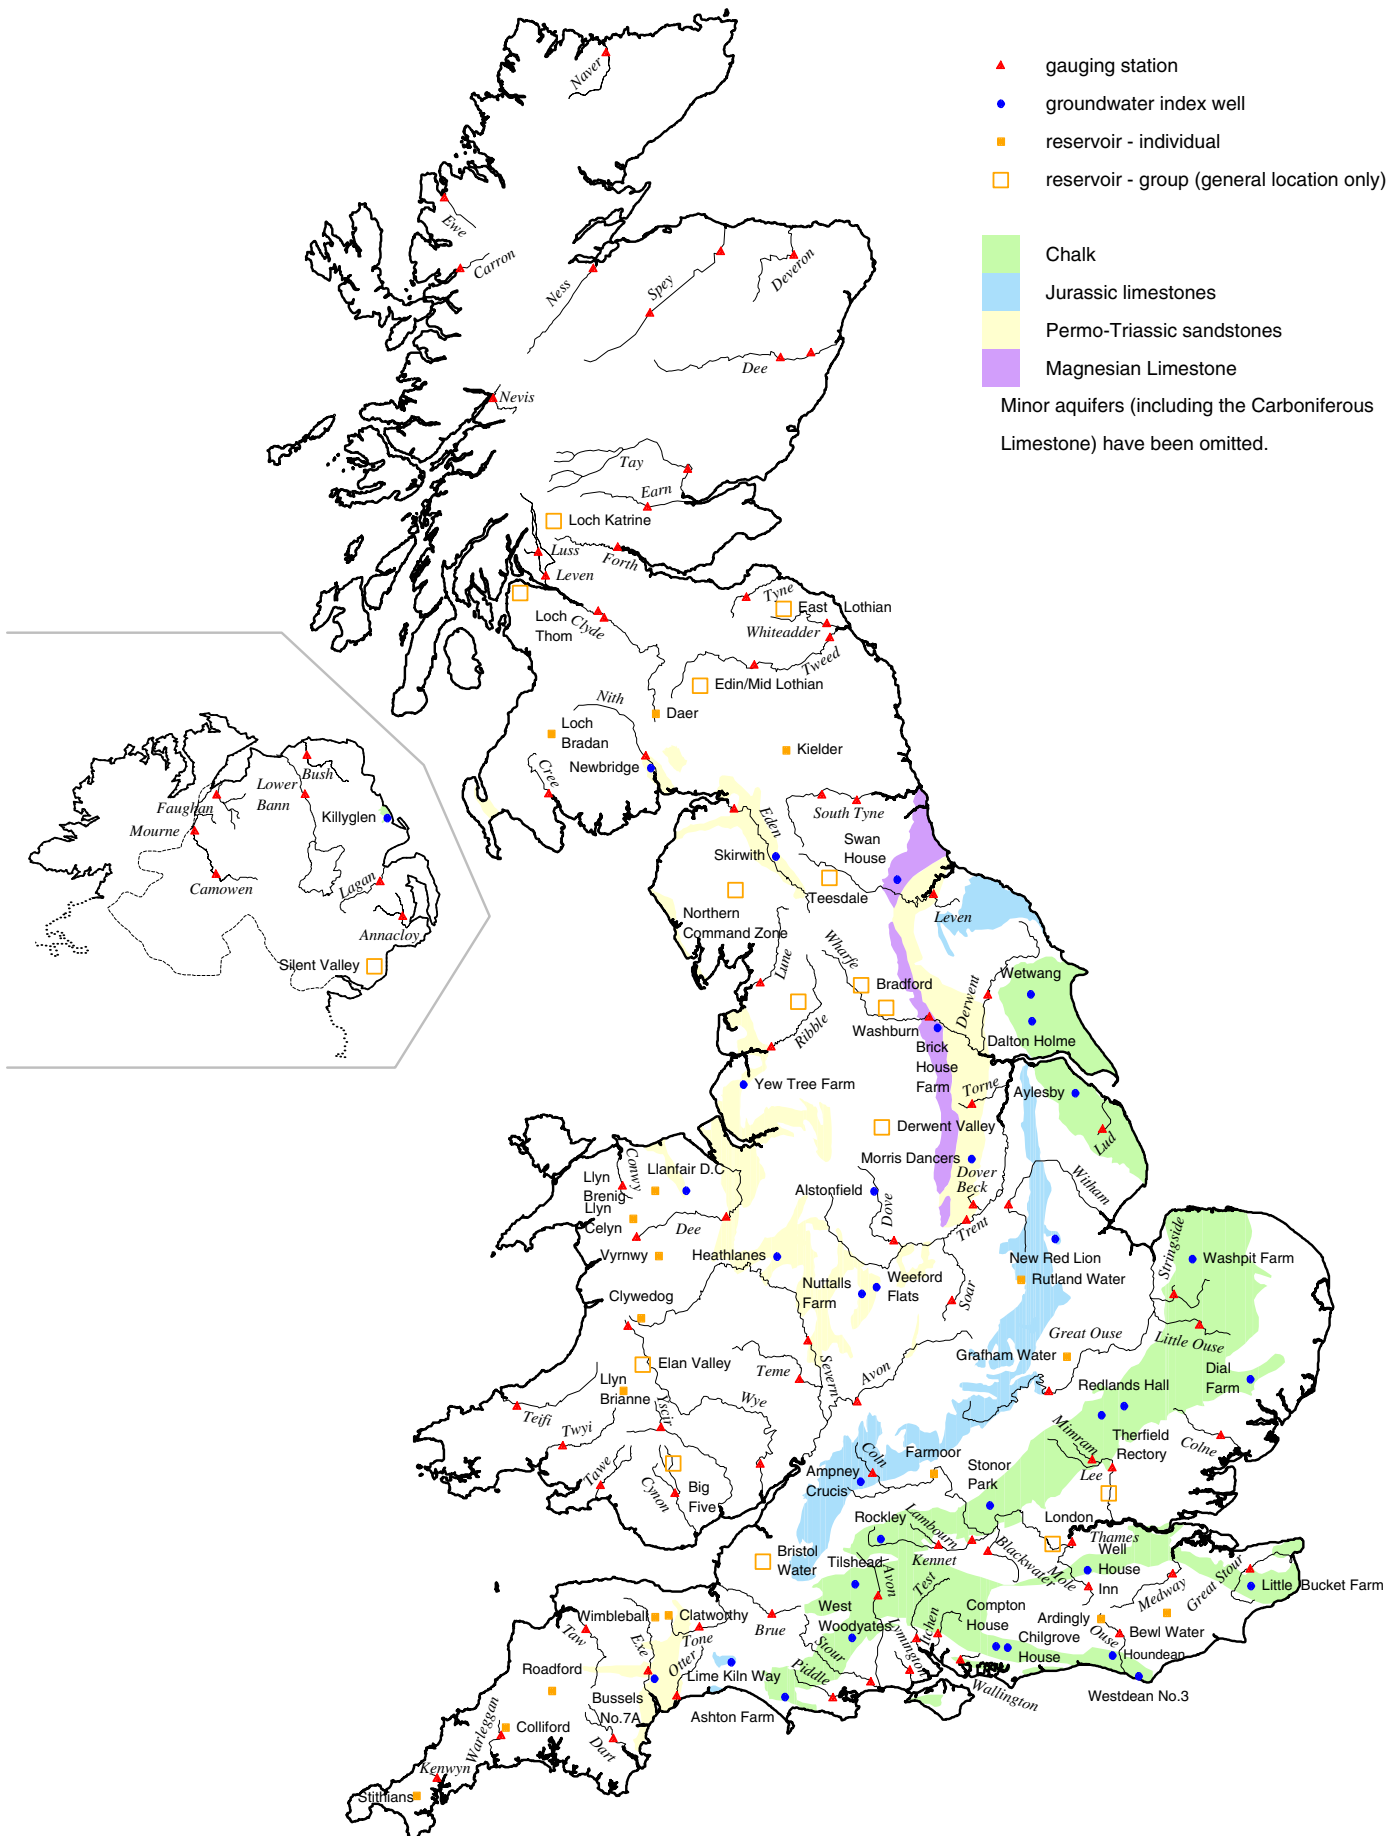 gauging station
groundwater index well
reservoir - individual
reservoir - group (general location only)
Chalk
Jurassic limestones
Permo-Triassic sandstones
Magnesian Limestone
Minor aquifers (including the Carboniferous
Limestone) have been omitted.
Naver
Ewe
Carron
Ness
Spey
Deveron
Dee
Nevis
Tay
Earn
Loch Katrine
Luss
Forth
Leven
Loch
Thom
Clyde
Tyne
East Lothian
Whiteadder
Tweed
Edin/Mid Lothian
Nith
Daer
Loch
Bradan
Kielder
Newbridge
Cree
Bush
Lower
Bann
Faughan
Mourne
Killyglen
Camowen
Lagan
Annacloy
Silent Valley
Eden
South Tyne
Swan
House
Skirwith
Teesdale
Leven
Northern
Command Zone
Lune
Wharfe
Bradford
Derwent
Wetwang
Ribble
Washburn
Brick
House
Farm
Dalton Holme
Yew Tree Farm
Torne
Aylesby
Derwent Valley
Lud
Morris Dancers
Dover
Beck
Conwy
Llanfair D.C
Llyn
Brenig
Llyn
Celyn
Alstonfield
Dove
Witham
Dee
Trent
Vyrnwy
Heathlanes
New Red Lion
Stringside
Washpit Farm
Nuttalls
Farm
Weeford
Flats
Soar
Rutland Water
Clywedog
Great Ouse
Little Ouse
Grafham Water
Elan Valley
Teme
Severn
Avon
Dial
Farm
Llyn
Brianne
Redlands Hall
Wye
Yscir
Teifi
Twyi
Mimram
Therfield
Rectory
Colne
Coln
Farmoor
Stonor
Park
Lee
Tawe
Cynon
Big
Five
Ampney
Crucis
Rockley
Lambourn
London
Thames
Bristol
Water
Tilshead
Kennet
Blackwater
Well
House
Inn
Mole
Avon
Test
Medway
Great Stour
Little Bucket Farm
West
Woodyates
Compton
House
Wimbleball
Clatworthy
Brue
Itchen
Ardingly
Bewl Water
Taw
Exe
Tone
Stour
Lymington
Chilgrove
House
Ouse
Houndean
Otter
Lime Kiln Way
Piddle
Roadford
Wallington
Westdean No.3
Bussels
No.7A
Ashton Farm
Warleggan
Colliford
Dart
Kenwyn
Stithians